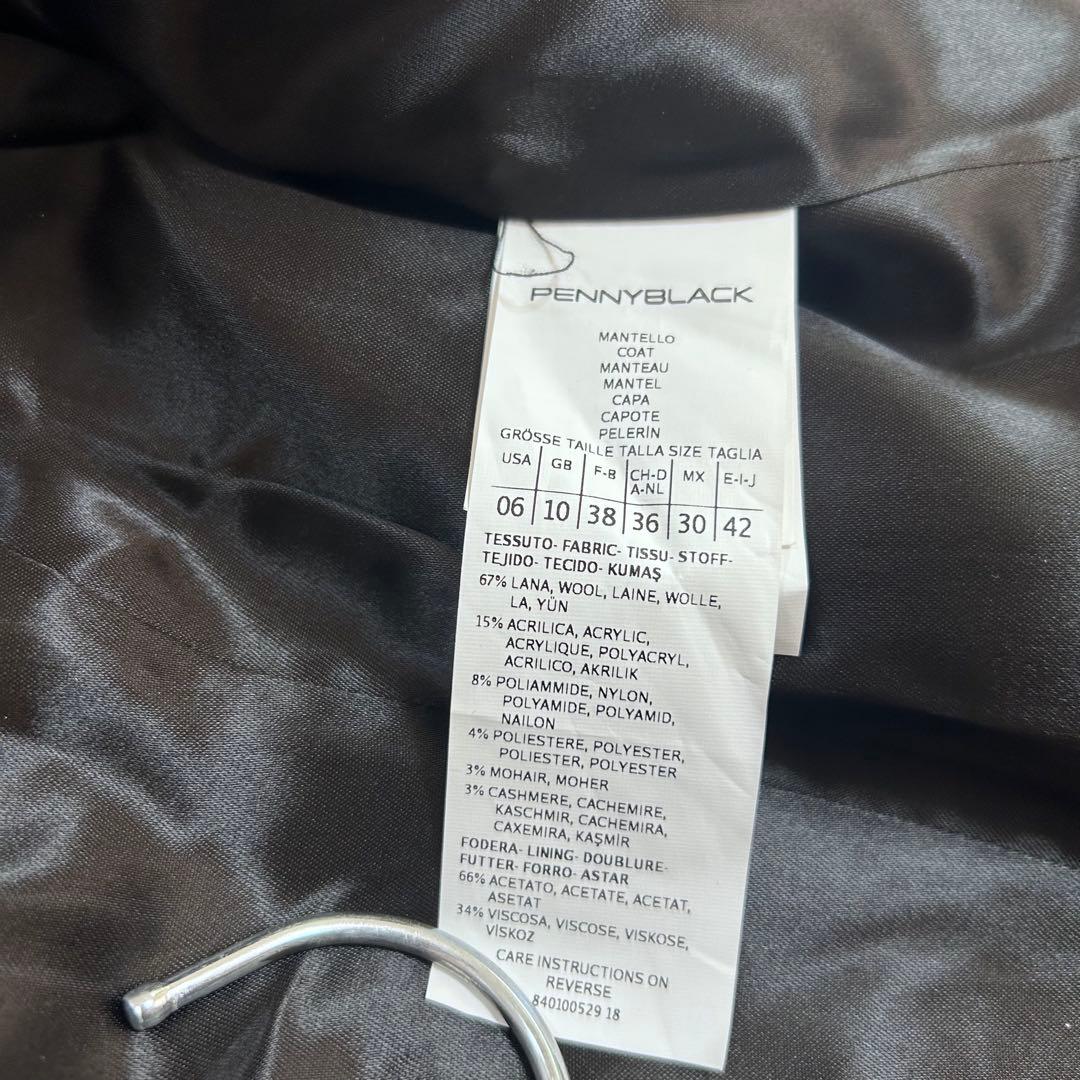 PENNYBLACK
MANTELLO
COAT
MANTEAU
MANTEL
CAPA
CAPOTE
PELERİN
GRÖSSE TAILLE TALLA SIZE TAGLIA
USA GB F-B CH-D A-NL MX E-I-J
06 10 38 36 30 42
TESSUTO- FABRIC- TISSU- STOFF-
TEJIDO- TECIDO- KUMAŞ
67% LANA, WOOL, LAINE, WOLLE,
LA, YÜN
15% ACRILICA, ACRYLIC,
ACRYLIQUE, POLYACRYL,
ACRILICO, AKRILIK
8% POLIAMMIDE, NYLON,
POLYAMIDE, POLYAMID,
NAILON
4% POLIESTERE, POLYESTER,
POLIESTER, POLYESTER
3% MOHAIR, MOHER
3% CASHMERE, CACHEMIRE,
KASCHMIR, CACHEMIRA,
CAXEMIRA, KAŞMİR
FODERA- LINING- DOUBLURE-
FUTTER- FORRO- ASTAR
66% ACETATO, ACETATE, ACETAT,
ASETAT
34% VISCOSA, VISCOSE, VISKOSE,
VİSKOZ
CARE INSTRUCTIONS ON
REVERSE
840100529 18